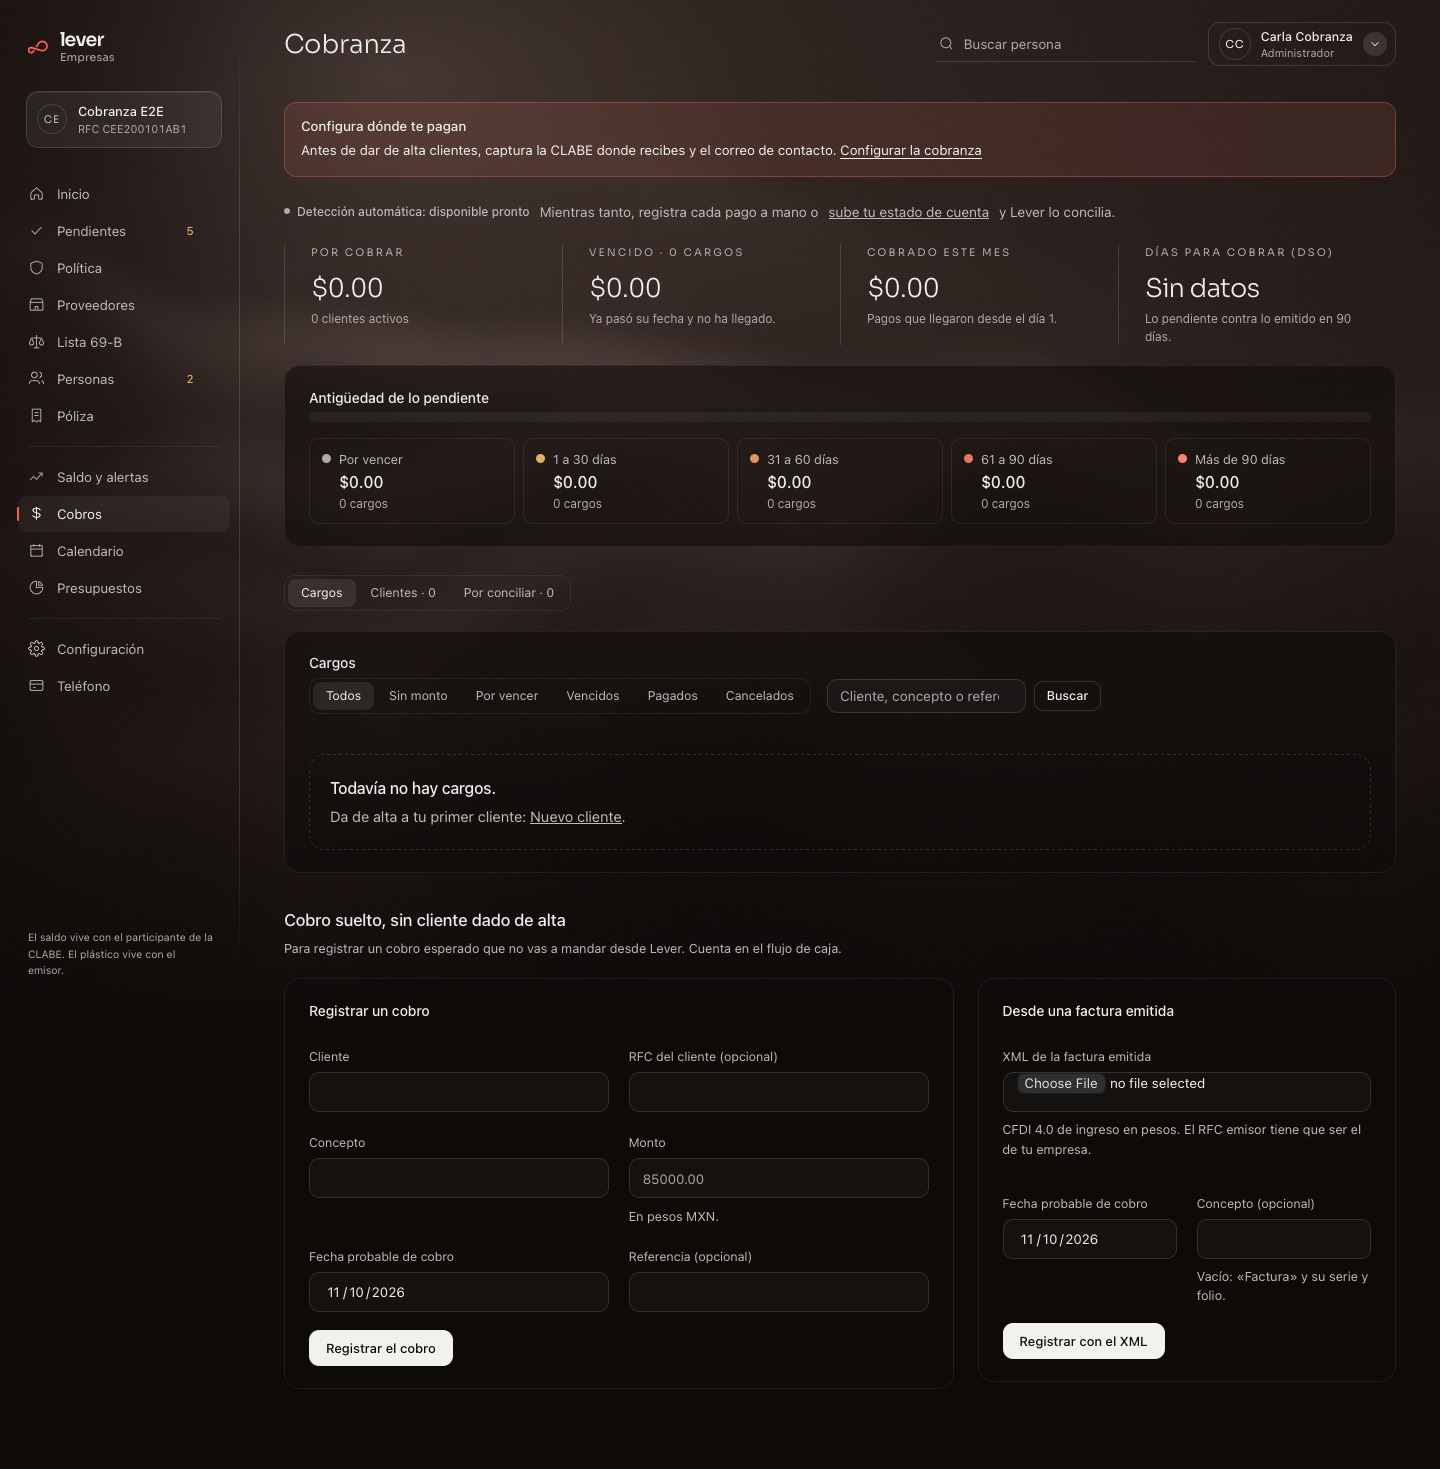 lever
Empresas
CE
Cobranza E2E
RFC CEE200101AB1
Inicio
Pendientes 5
Política
Proveedores
Lista 69-B
Personas 2
Póliza
Saldo y alertas
Cobros
Calendario
Presupuestos
Configuración
Teléfono
El saldo vive con el participante de la
CLABE. El plástico vive con el
emisor.
Cobranza
Buscar persona
CC
Carla Cobranza
Administrador
Configura dónde te pagan
Antes de dar de alta clientes, captura la CLABE donde recibes y el correo de contacto. Configurar la cobranza
Detección automática: disponible pronto Mientras tanto, registra cada pago a mano o sube tu estado de cuenta y Lever lo concilia.
POR COBRAR
$0.00
0 clientes activos
VENCIDO · 0 CARGOS
$0.00
Ya pasó su fecha y no ha llegado.
COBRADO ESTE MES
$0.00
Pagos que llegaron desde el día 1.
DÍAS PARA COBRAR (DSO)
Sin datos
Lo pendiente contra lo emitido en 90
días.
Antigüedad de lo pendiente
Por vencer
$0.00
0 cargos
1 a 30 días
$0.00
0 cargos
31 a 60 días
$0.00
0 cargos
61 a 90 días
$0.00
0 cargos
Más de 90 días
$0.00
0 cargos
Cargos Clientes · 0 Por conciliar · 0
Cargos
Todos Sin monto Por vencer Vencidos Pagados Cancelados Cliente, concepto o refere Buscar
Todavía no hay cargos.
Da de alta a tu primer cliente: Nuevo cliente.
Cobro suelto, sin cliente dado de alta
Para registrar un cobro esperado que no vas a mandar desde Lever. Cuenta en el flujo de caja.
Registrar un cobro
Cliente
RFC del cliente (opcional)
Concepto
Monto
85000.00
En pesos MXN.
Fecha probable de cobro
11/10/2026
Referencia (opcional)
Registrar el cobro
Desde una factura emitida
XML de la factura emitida
Choose File no file selected
CFDI 4.0 de ingreso en pesos. El RFC emisor tiene que ser el
de tu empresa.
Fecha probable de cobro
11/10/2026
Concepto (opcional)
Vacío: «Factura» y su serie y
folio.
Registrar con el XML